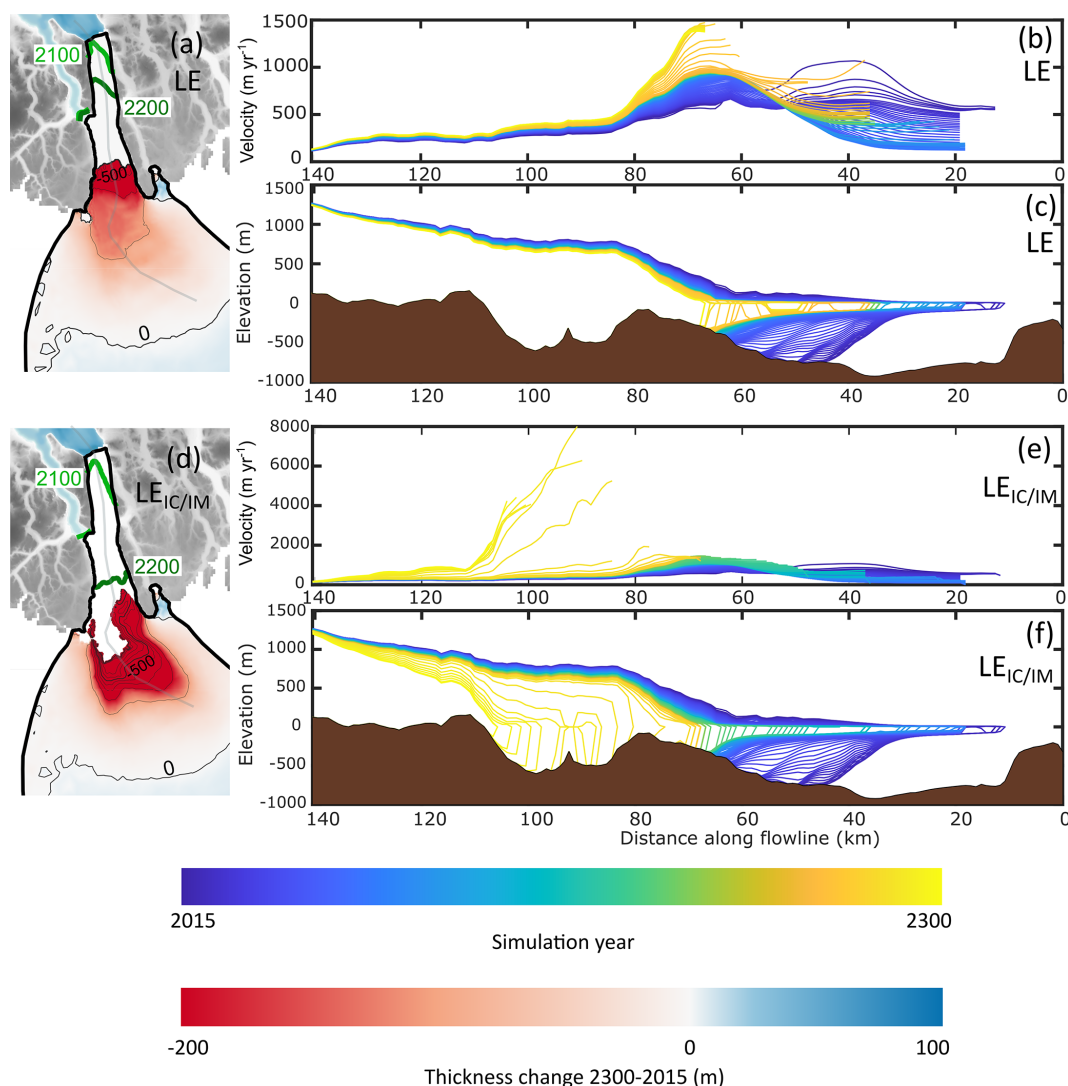 (a)
LE
2100
2200
-500
0
Velocity (m yr-1)
1500
1000
500
0
(b)
LE
140 120 100 80 60 40 20 0
Elevation (m)
1500
1000
500
0
-500
-1000
(c)
LE
140 120 100 80 60 40 20 0
(d)
LEIC/IM
2100
2200
-500
0
Velocity (m yr-1)
8000
6000
4000
2000
0
(e)
LEIC/IM
140 120 100 80 60 40 20 0
Elevation (m)
1500
1000
500
0
-500
-1000
(f)
LEIC/IM
140 120 100 80 60 40 20 0
Distance along flowline (km)
2015 2300
Simulation year
-200 0 100
Thickness change 2300-2015 (m)